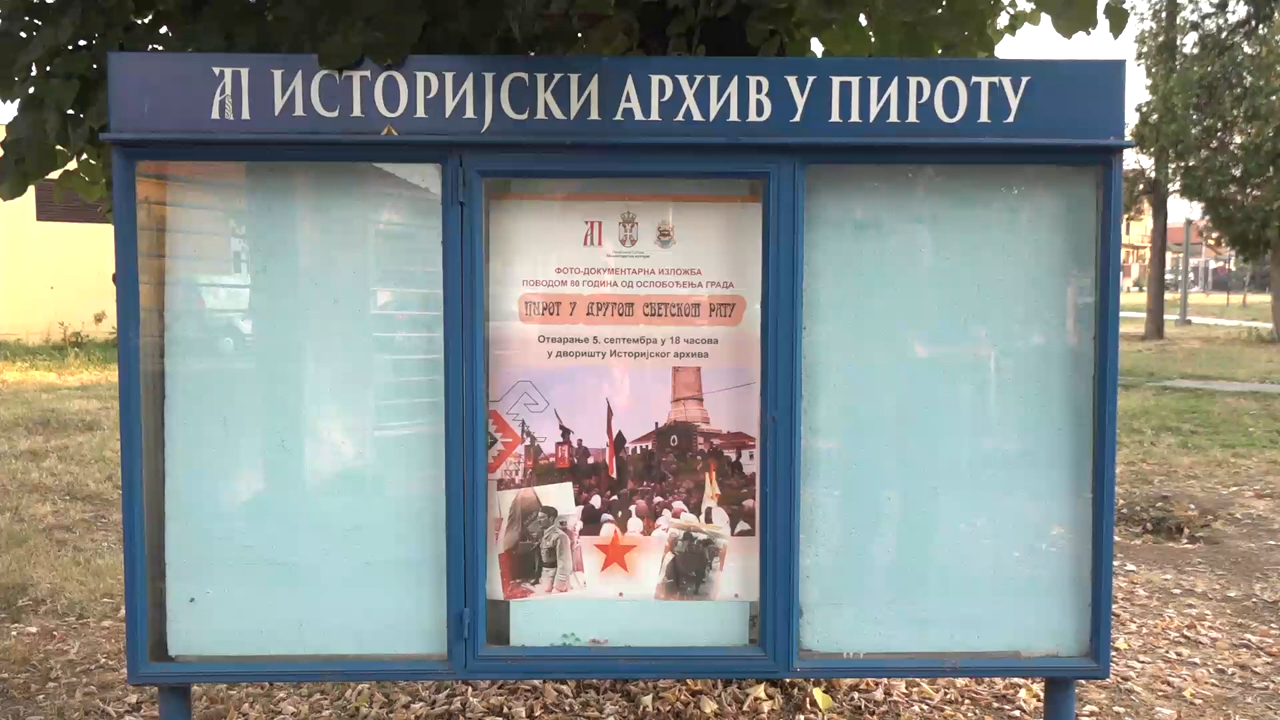 ИСТОРИЈСКИ АРХИВ У ПИРОТУ
ФОТО-ДОКУМЕНТАРНА ИЗЛОЖБА
ПОВОДОМ 80 ГОДИНА ОД ОСЛОБОЂЕЊА ГРАДА
ПИРОТ У ДРУГОМ СВЕТСКОМ РАТУ
Отварање 5. септембра у 18 часова
у дворишту Историјског архива